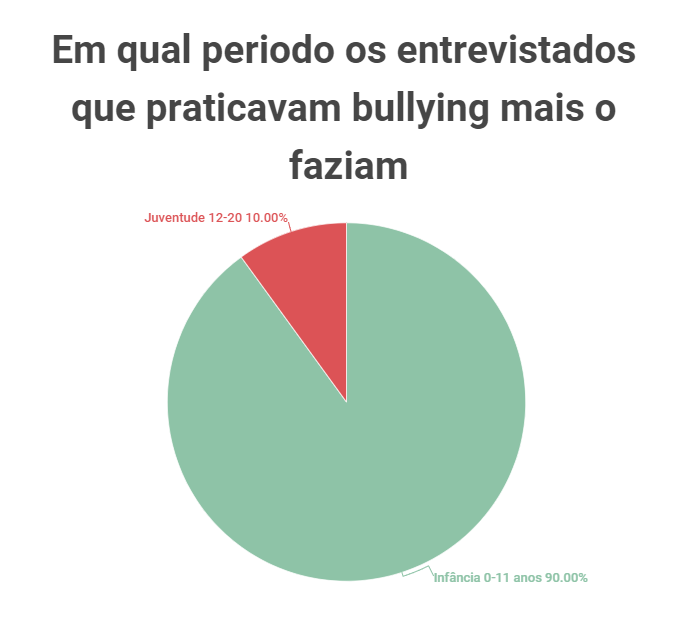 Em qual periodo os entrevistados
que praticavam bullying mais o
faziam
Juventude 12-20 10.00%
Infância 0-11 anos 90.00%